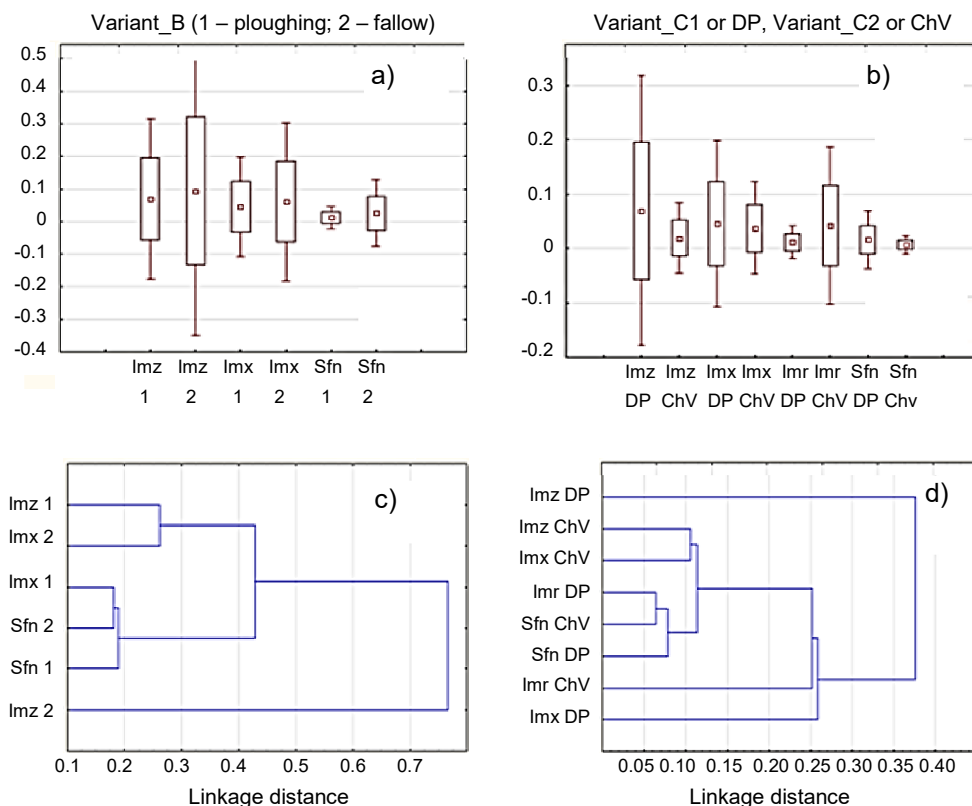 Variant_B (1 – ploughing; 2 – fallow)
a)
0.5
0.4
0.3
0.2
0.1
0
-0.1
-0.2
-0.3
-0.4
Imz Imz Imx Imx Sfn Sfn
1 2 1 2 1 2
Variant_C1 or DP, Variant_C2 or ChV
b)
0.3
0.2
0.1
0
-0.1
-0.2
Imz Imz Imx Imx Imr Imr Sfn Sfn
DP ChV DP ChV DP ChV DP Chv
c)
Imz 1
Imx 2
Imx 1
Sfn 2
Sfn 1
Imz 2
0.1 0.2 0.3 0.4 0.5 0.6 0.7
Linkage distance
d)
Imz DP
Imz ChV
Imx ChV
Imr DP
Sfn ChV
Sfn DP
Imr ChV
Imx DP
0.05 0.10 0.15 0.20 0.25 0.30 0.35 0.40
Linkage distance